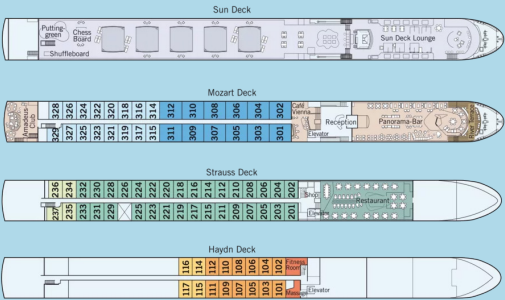 Sun Deck
Putting
green
Chess
Board
Shuffleboard
Sun Deck Lounge
Mozart Deck
328 326 324 322 320 318 316 314 312 310 308 306 304 302
Amadeus
Club
Café
Vienna
Reception
Panorama-Bar
329 327 325 323 321 319 317 315 311 309 307 305 303 301
Elevator
Strauss Deck
236 234 232 230 228 226 224 222 220 218 216 214 212 210 208 206 204 202
Shop
Restaurant
237 235 233 231 229 225 223 221 219 217 215 211 209 207 205 203 201
Elevator
Haydn Deck
116 114 112 110 108 106 104 102
Fitness
Room
117 115 111 109 107 105 103 101
Massage
Elevator